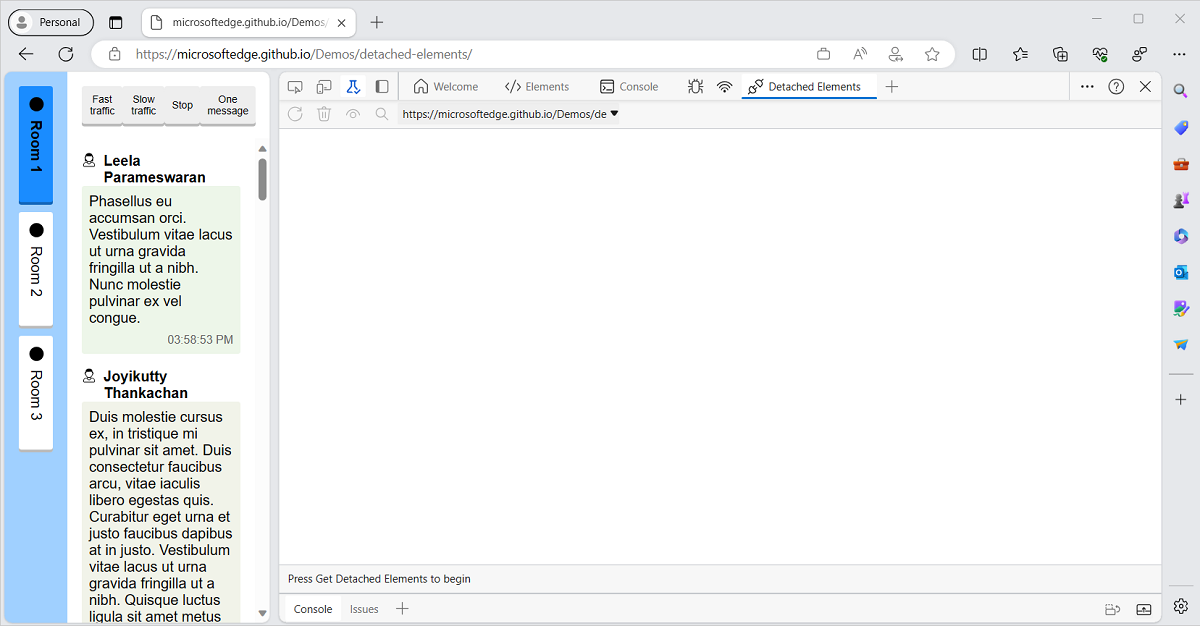 Personal
microsoftedge.github.io/Demos/
https://microsoftedge.github.io/Demos/detached-elements/
Room 1
Room 2
Room 3
Fast traffic
Slow traffic
Stop
One message
Leela
Parameswaran
Phasellus eu
accumsan orci.
Vestibulum vitae lacus
ut urna gravida
fringilla ut a nibh.
Nunc molestie
pulvinar ex vel
congue.
03:58:53 PM
Joyikutty
Thankachan
Duis molestie cursus
ex, in tristique mi
pulvinar sit amet. Duis
consectetur faucibus
arcu, vitae iaculis
libero egestas quis.
Curabitur eget urna et
justo faucibus dapibus
at in justo. Vestibulum
vitae lacus ut urna
gravida fringilla ut a
nibh. Quisque luctus
ligula sit amet metus
Welcome
Elements
Console
Detached Elements
https://microsoftedge.github.io/Demos/de
Press Get Detached Elements to begin
Console
Issues